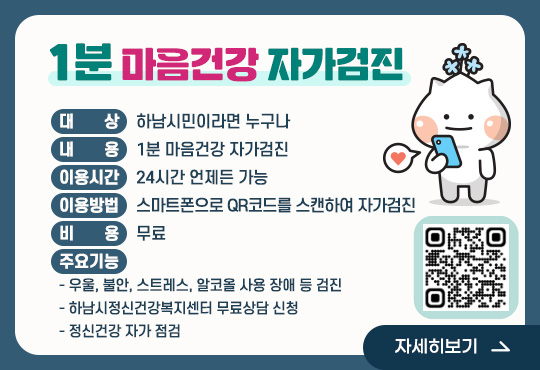 1분 마음건강 자가검진
대 상 하남시민이라면 누구나
내 용 1분 마음건강 자가검진
이용시간 24시간 언제든 가능
이용방법 스마트폰으로 QR코드를 스캔하여 자가검진
비 용 무료
주요기능
- 우울, 불안, 스트레스, 알코올 사용 장애 등 검진
- 하남시정신건강복지센터 무료상담 신청
- 정신건강 자가 점검
자세히보기